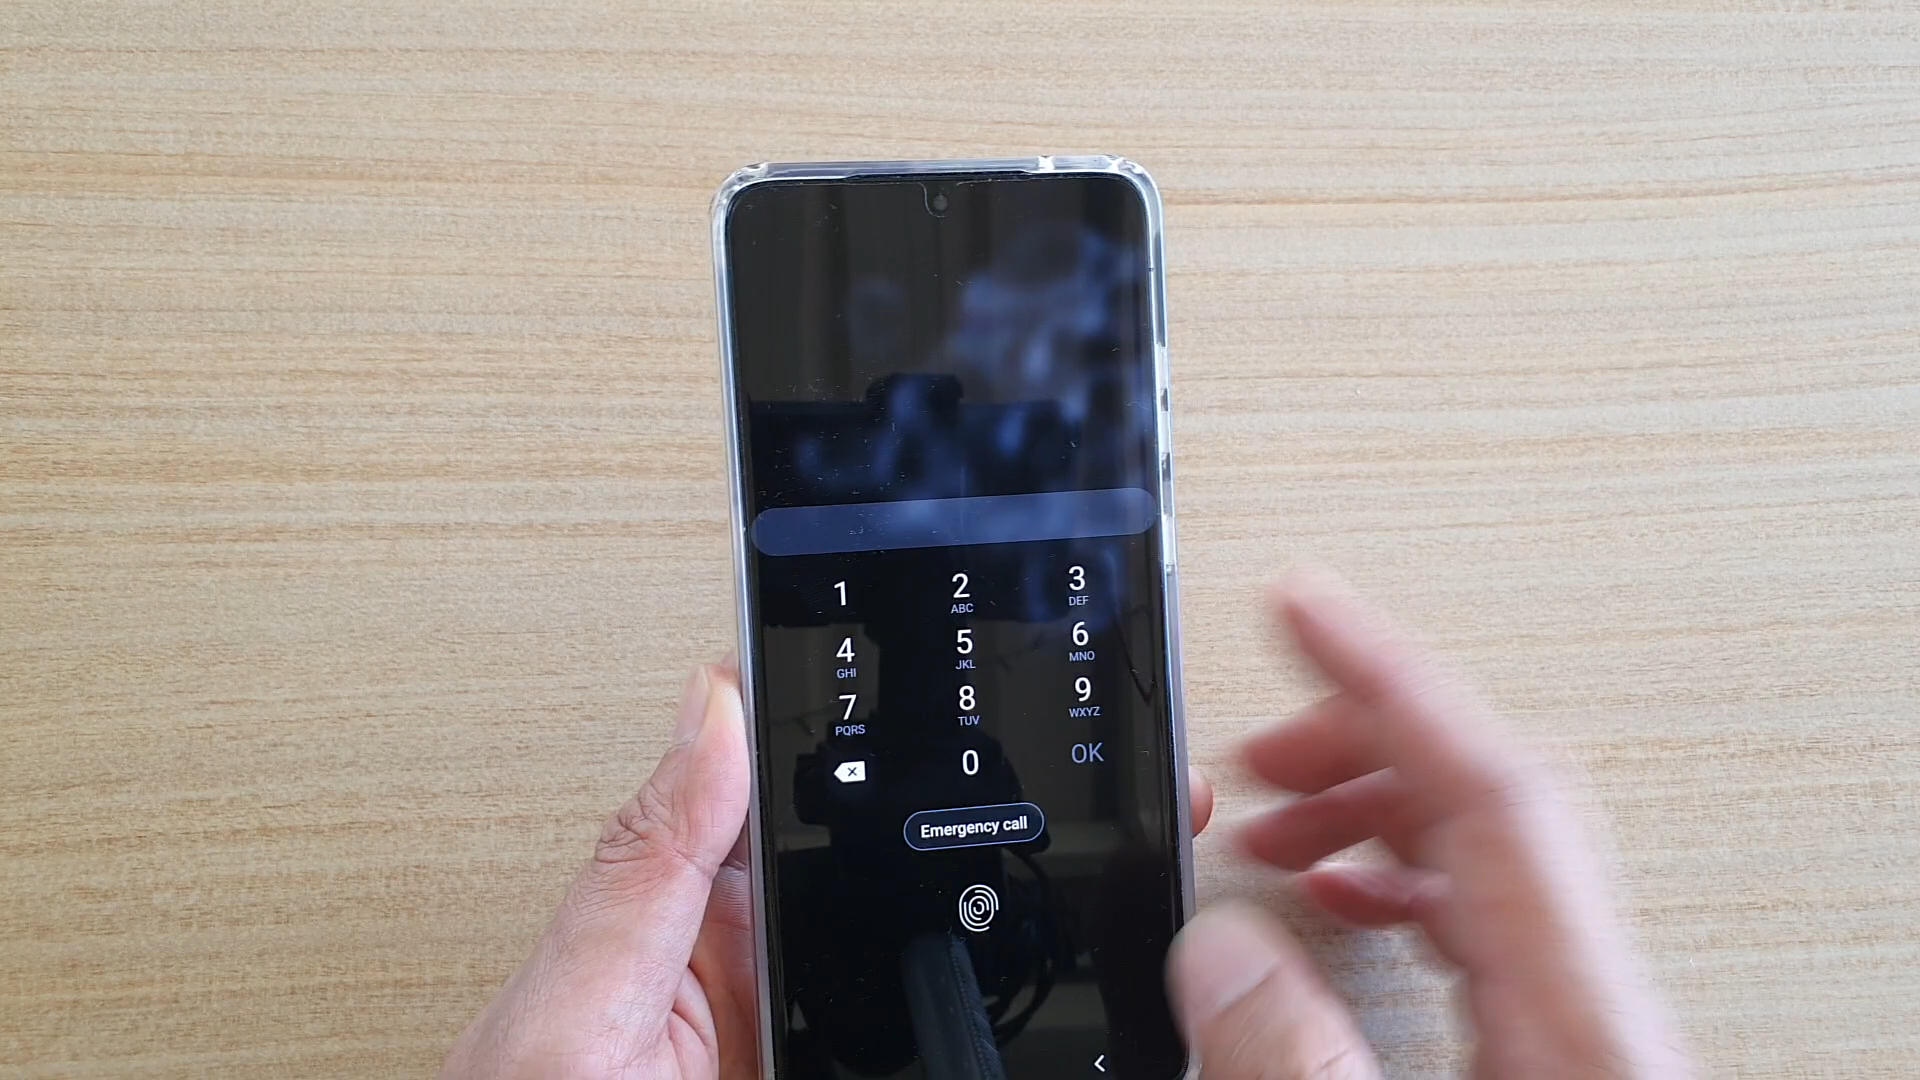 1 2 3
ABC DEF
4 5 6
GHI JKL MNO
7 8 9
PQRS TUV WXYZ
0 OK
Emergency call